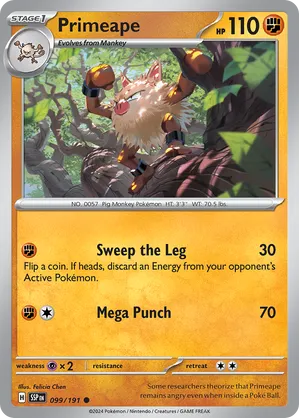 STAGE 1
Primeape
HP 110
Evolves from Mankey
NO. 0057 Pig Monkey Pokémon HT: 3'3" WT: 70.5 lbs.
Sweep the Leg 30
Flip a coin. If heads, discard an Energy from your opponent's
Active Pokémon.
Mega Punch 70
weakness ×2 resistance retreat
Illus. Felicia Chen
H SSP EN 099/191
Some researchers theorize that Primeape
remains angry even when inside a Poké Ball.
©2024 Pokémon / Nintendo / Creatures / GAME FREAK